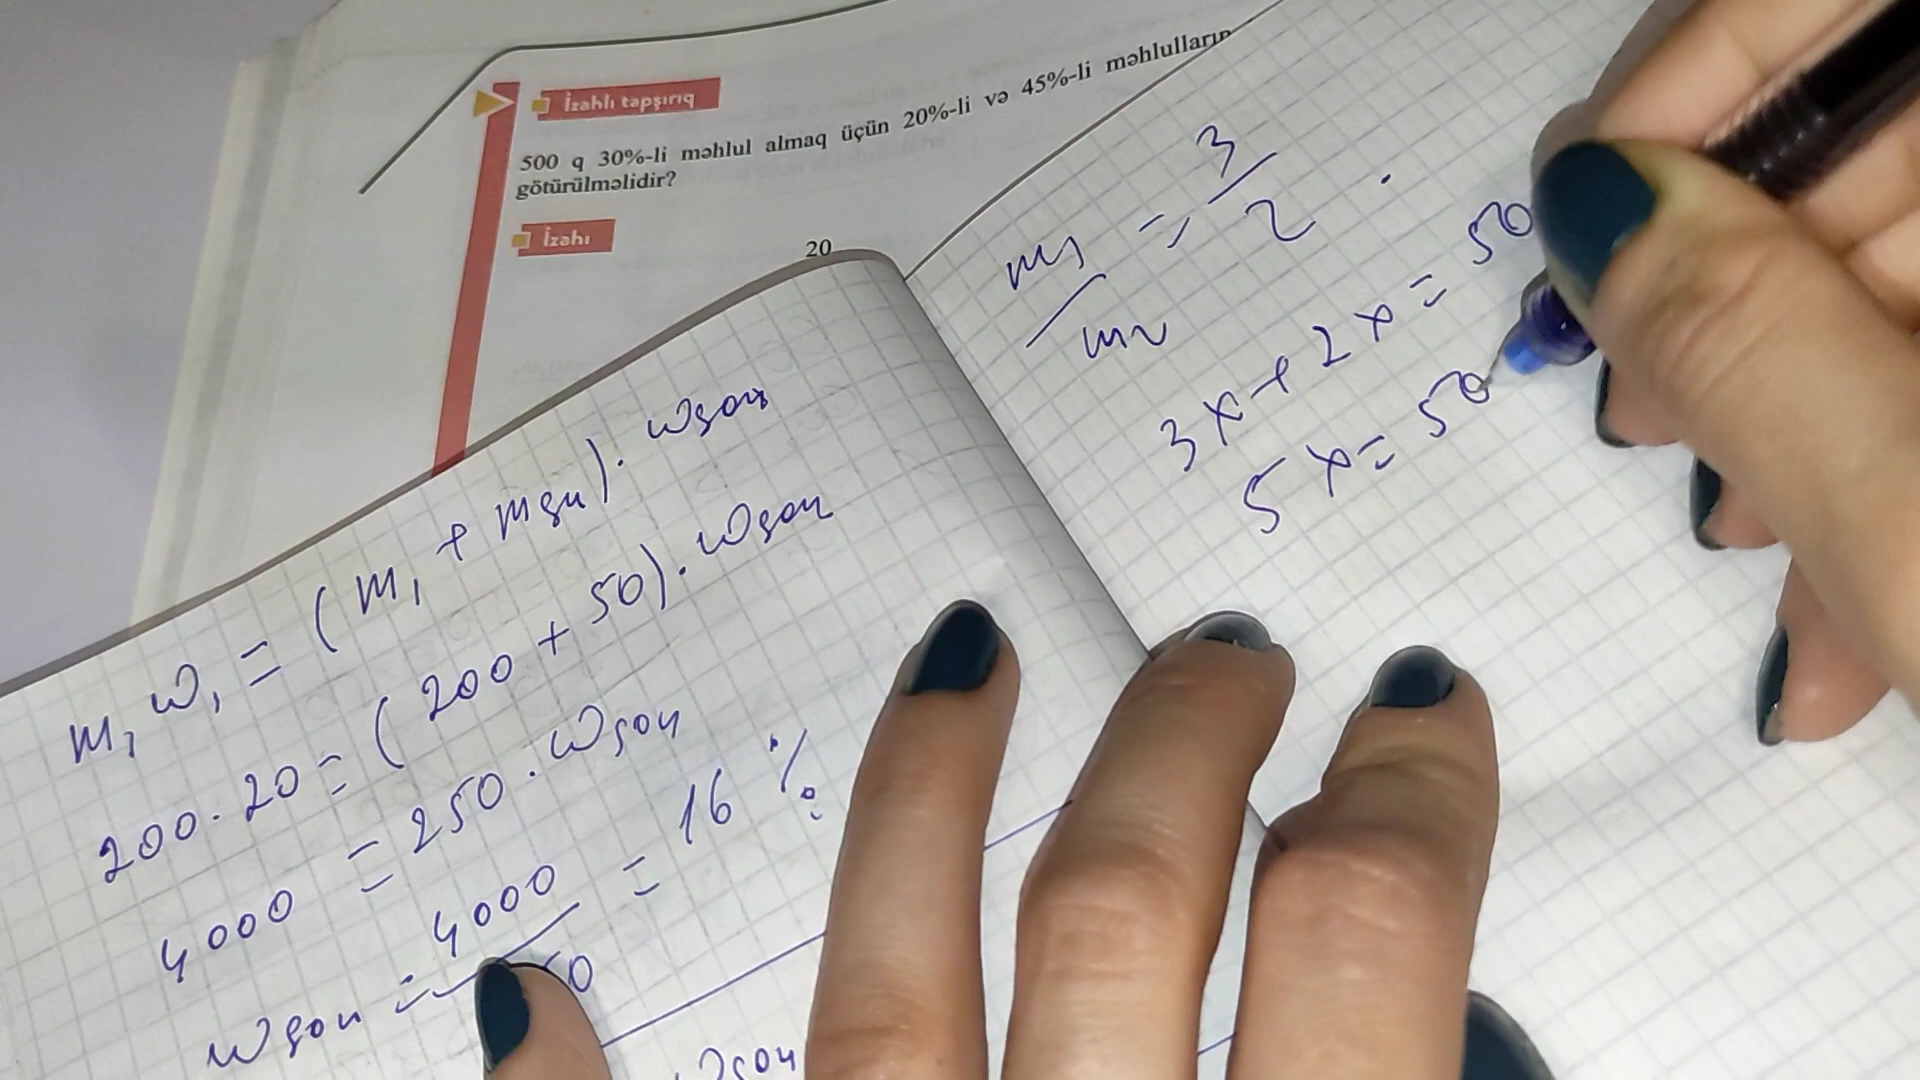 İzahlı tapşırıq
500 q 30%-li məhlul almaq üçün 20%-li və 45%-li məhlulların
götürülməlidir?
İzahı
20
m₁ω₁ = (m₁ + msu) · ωson
200 · 20 = (200 + 50) · ωson
4000 = 250 · ωson
ωson = 4000 / 50 = 16 %
ωson
m₁ / m₂ = 3 / 2
3x + 2x = 50
5x = 50